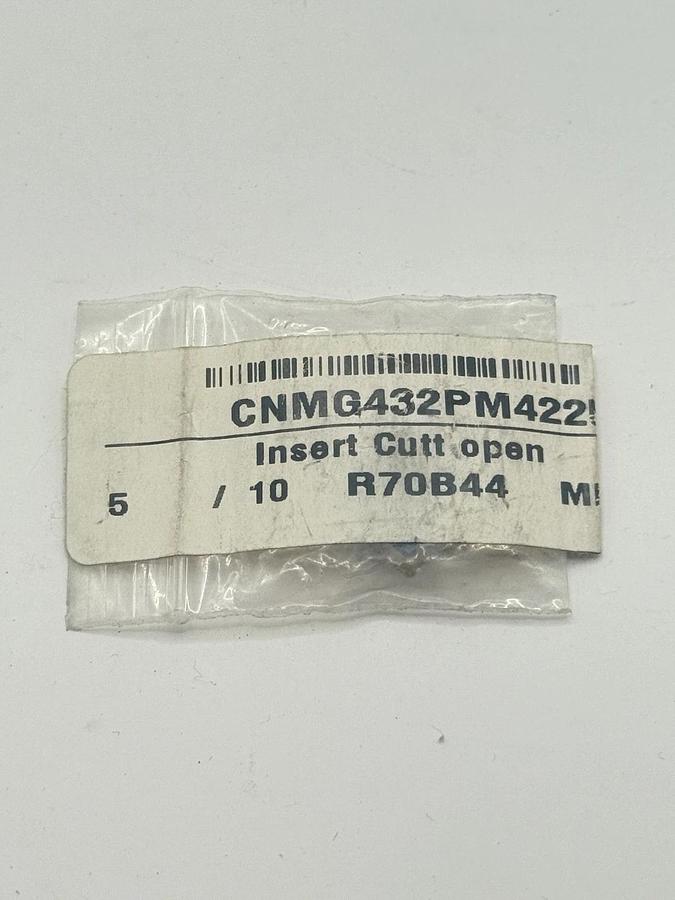 CNMG432PM422
Insert Cutt open
5 / 10 R70B44